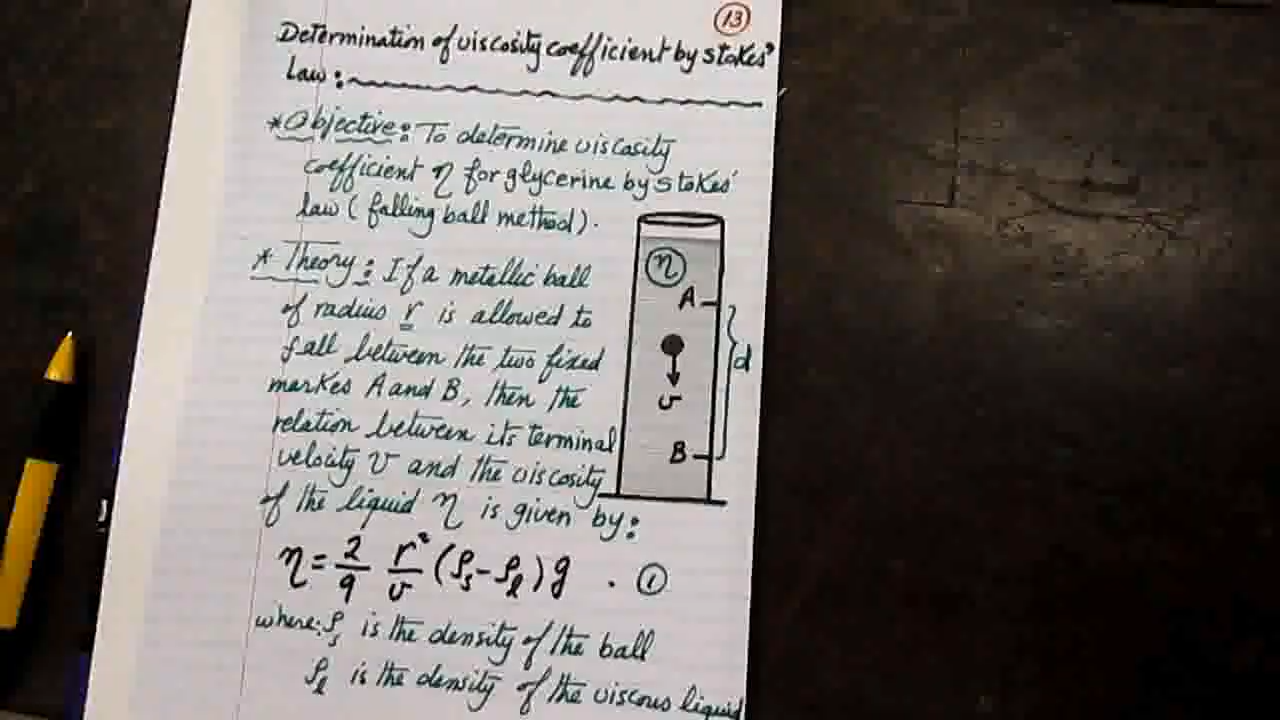 13
Determination of viscosity coefficient by stokes'
Law:
*Objective: To determine viscosity
coefficient η for glycerine by stokes'
law (falling ball method).
* Theory: If a metallic ball
of radius r is allowed to
fall between the two fixed
markes A and B, then the
relation between its terminal
velosity v and the viscosity
of the liquid η is given by:
η = 2/9 r²/v (ρs - ρl) g . ①
where: ρs is the density of the ball
ρl is the density of the viscous liquid
η
A
d
v
B